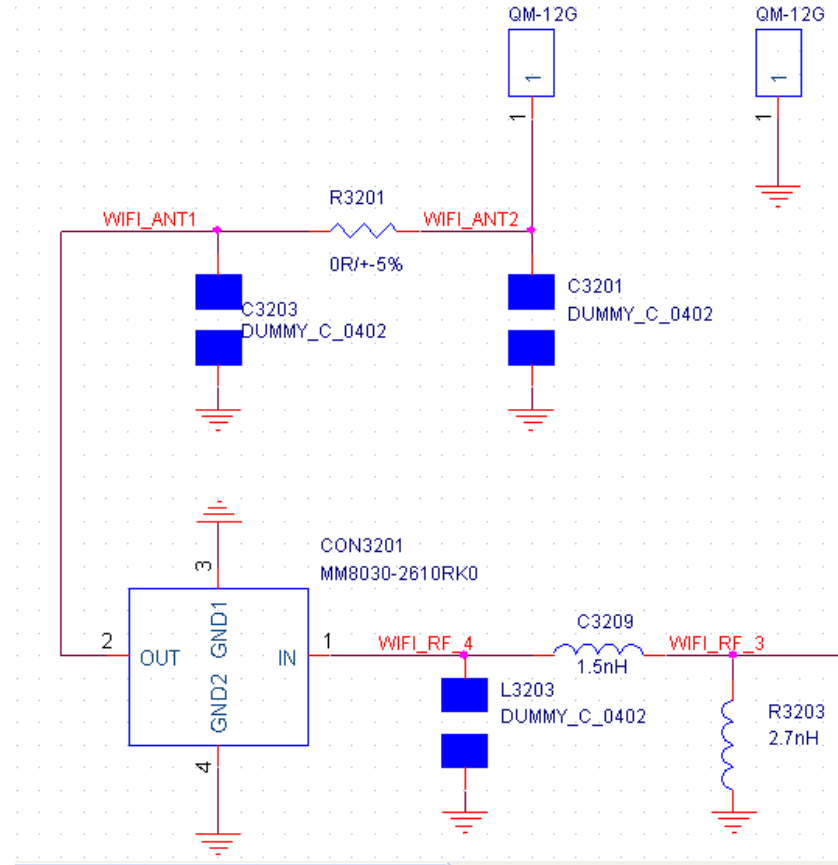 QM-12G
QM-12G
1
1
1
1
R3201
WIFI_ANT1
WIFI_ANT2
0R/+-5%
C3201
DUMMY_C_0402
C3203
DUMMY_C_0402
CON3201
MM8030-2610RK0
3
GND1
2
OUT
IN
1
GND2
4
WIFI_RF_4
C3209
1.5nH
WIFI_RF_3
L3203
DUMMY_C_0402
R3203
2.7nH